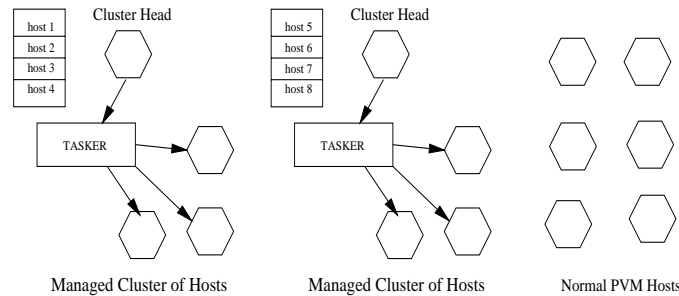 Cluster Head
host 1
host 2
host 3
host 4
TASKER
Managed Cluster of Hosts
Cluster Head
host 5
host 6
host 7
host 8
TASKER
Managed Cluster of Hosts
Normal PVM Hosts